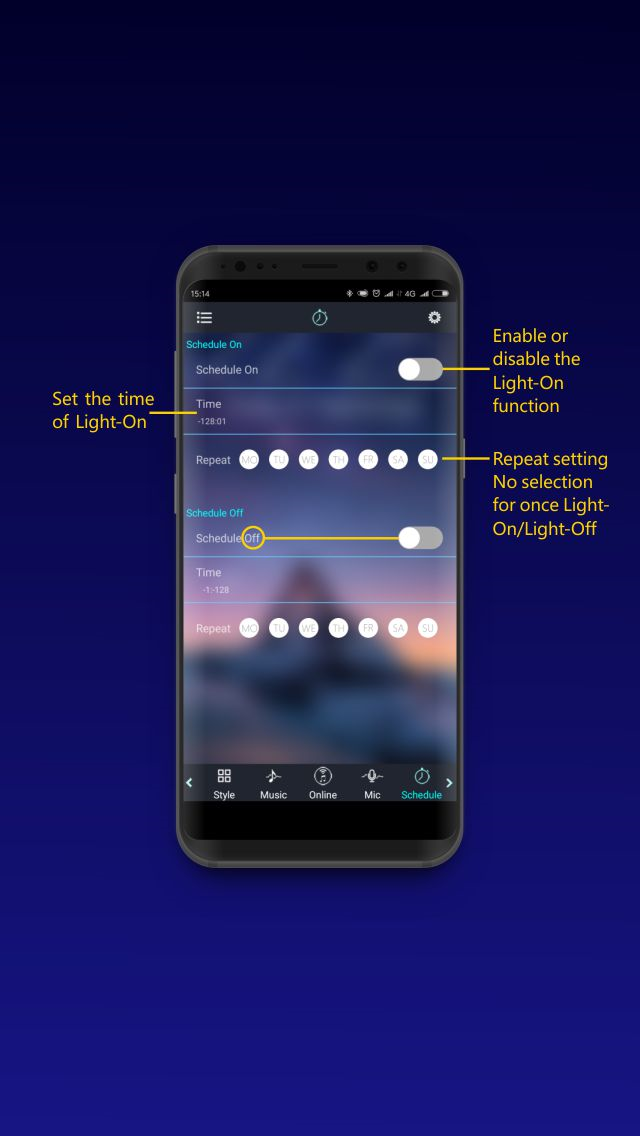 15:14
4G
Schedule On
Schedule On
Enable or
disable the
Light-On
function
Set the time
of Light-On
Time
-128:01
Repeat MO TU WE TH FR SA SU
Repeat setting
No selection
for once Light-
On/Light-Off
Schedule Off
Schedule Off
Time
-1:-128
Repeat MO TU WE TH FR SA SU
Style Music Online Mic Schedule